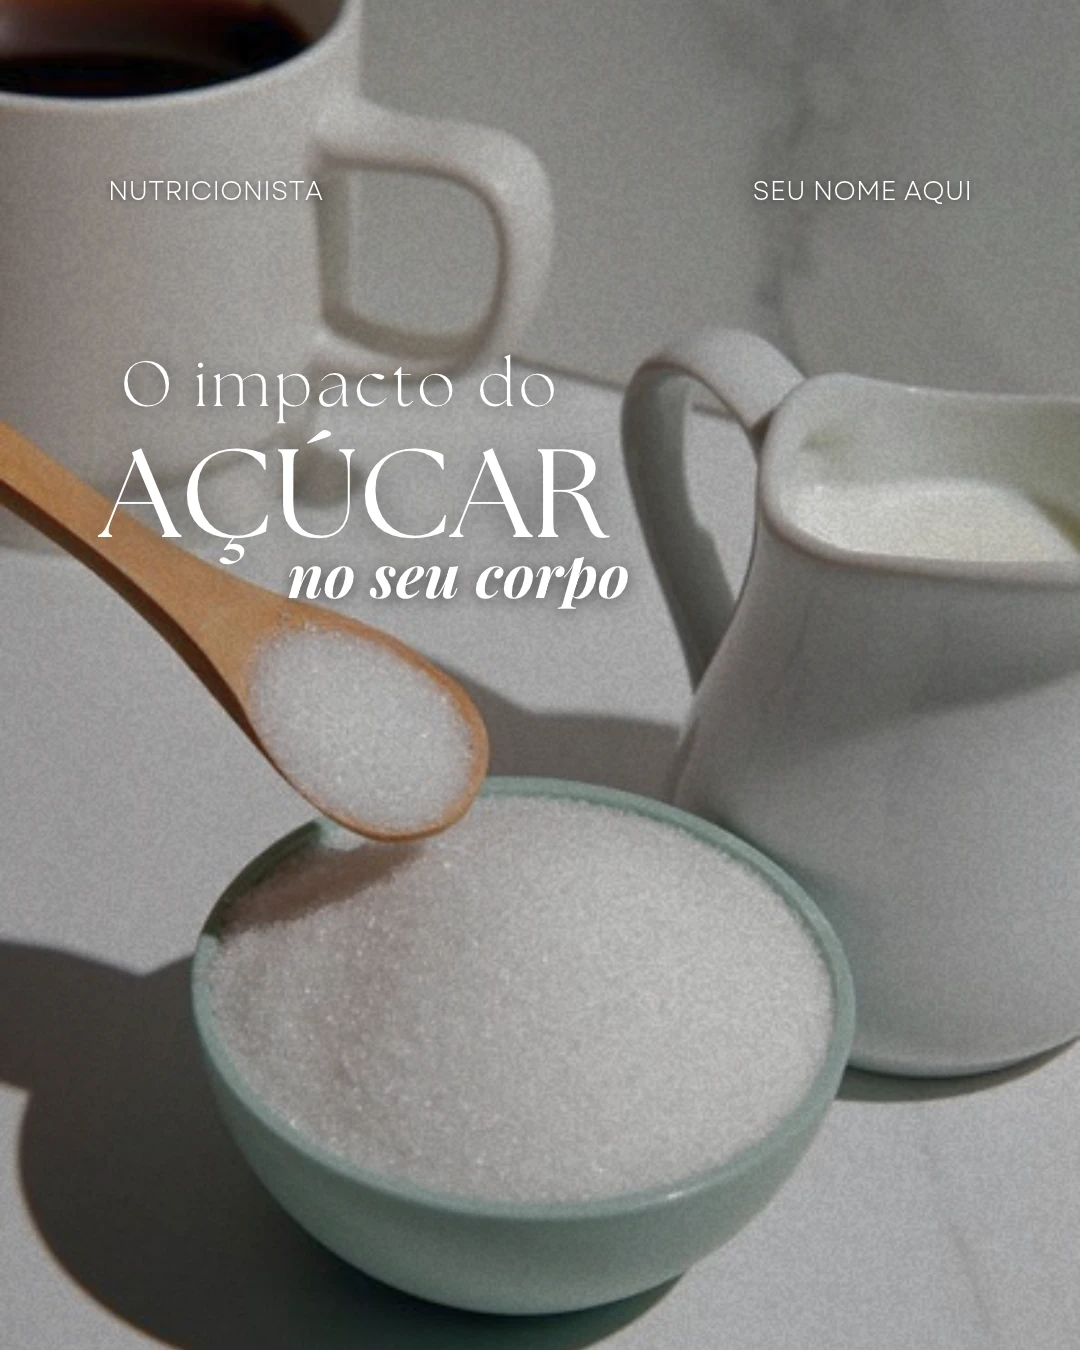 NUTRICIONISTA
SEU NOME AQUI
O impacto do
AÇÚCAR
no seu corpo